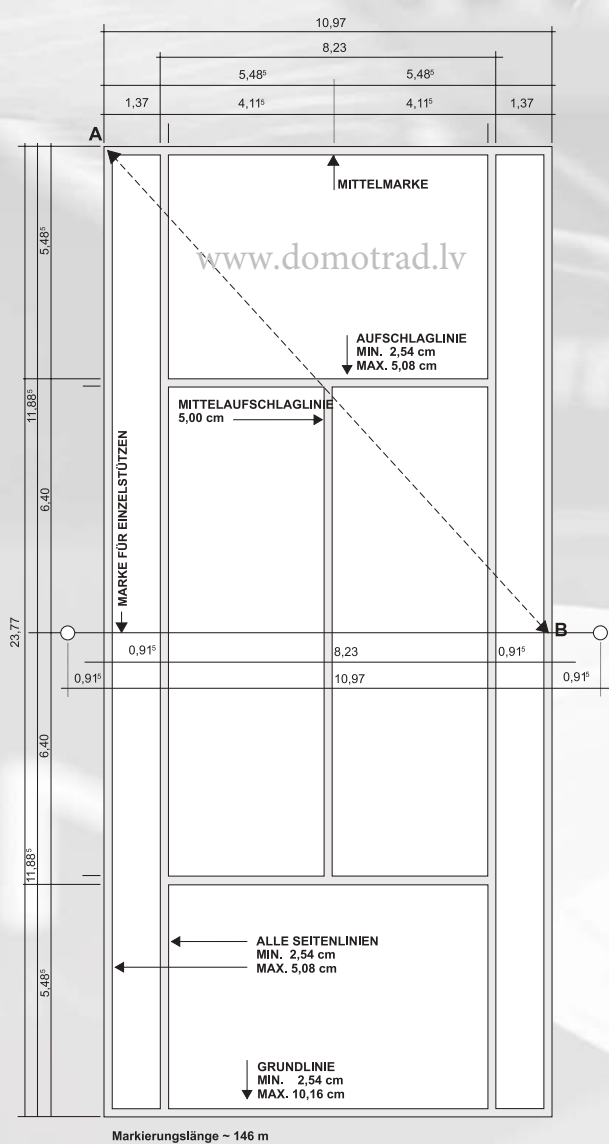 10,97
8,23
5,48⁵ 5,48⁵
1,37 4,11⁵ 4,11⁵ 1,37
A
MITTELMARKE
5,48⁵
www.domotrad.lv
AUFSCHLAGLINIE
MIN. 2,54 cm
MAX. 5,08 cm
11,88⁵
MITTELAUFSCHLAGLINIE
5,00 cm
6,40
MARKE FÜR EINZELSTÜTZEN
23,77
B
0,91⁵ 8,23 0,91⁵
0,91⁵ 10,97 0,91⁵
6,40
11,88⁵
ALLE SEITENLINIEN
MIN. 2,54 cm
MAX. 5,08 cm
5,48⁵
GRUNDLINIE
MIN. 2,54 cm
MAX. 10,16 cm
Markierungslänge ~ 146 m